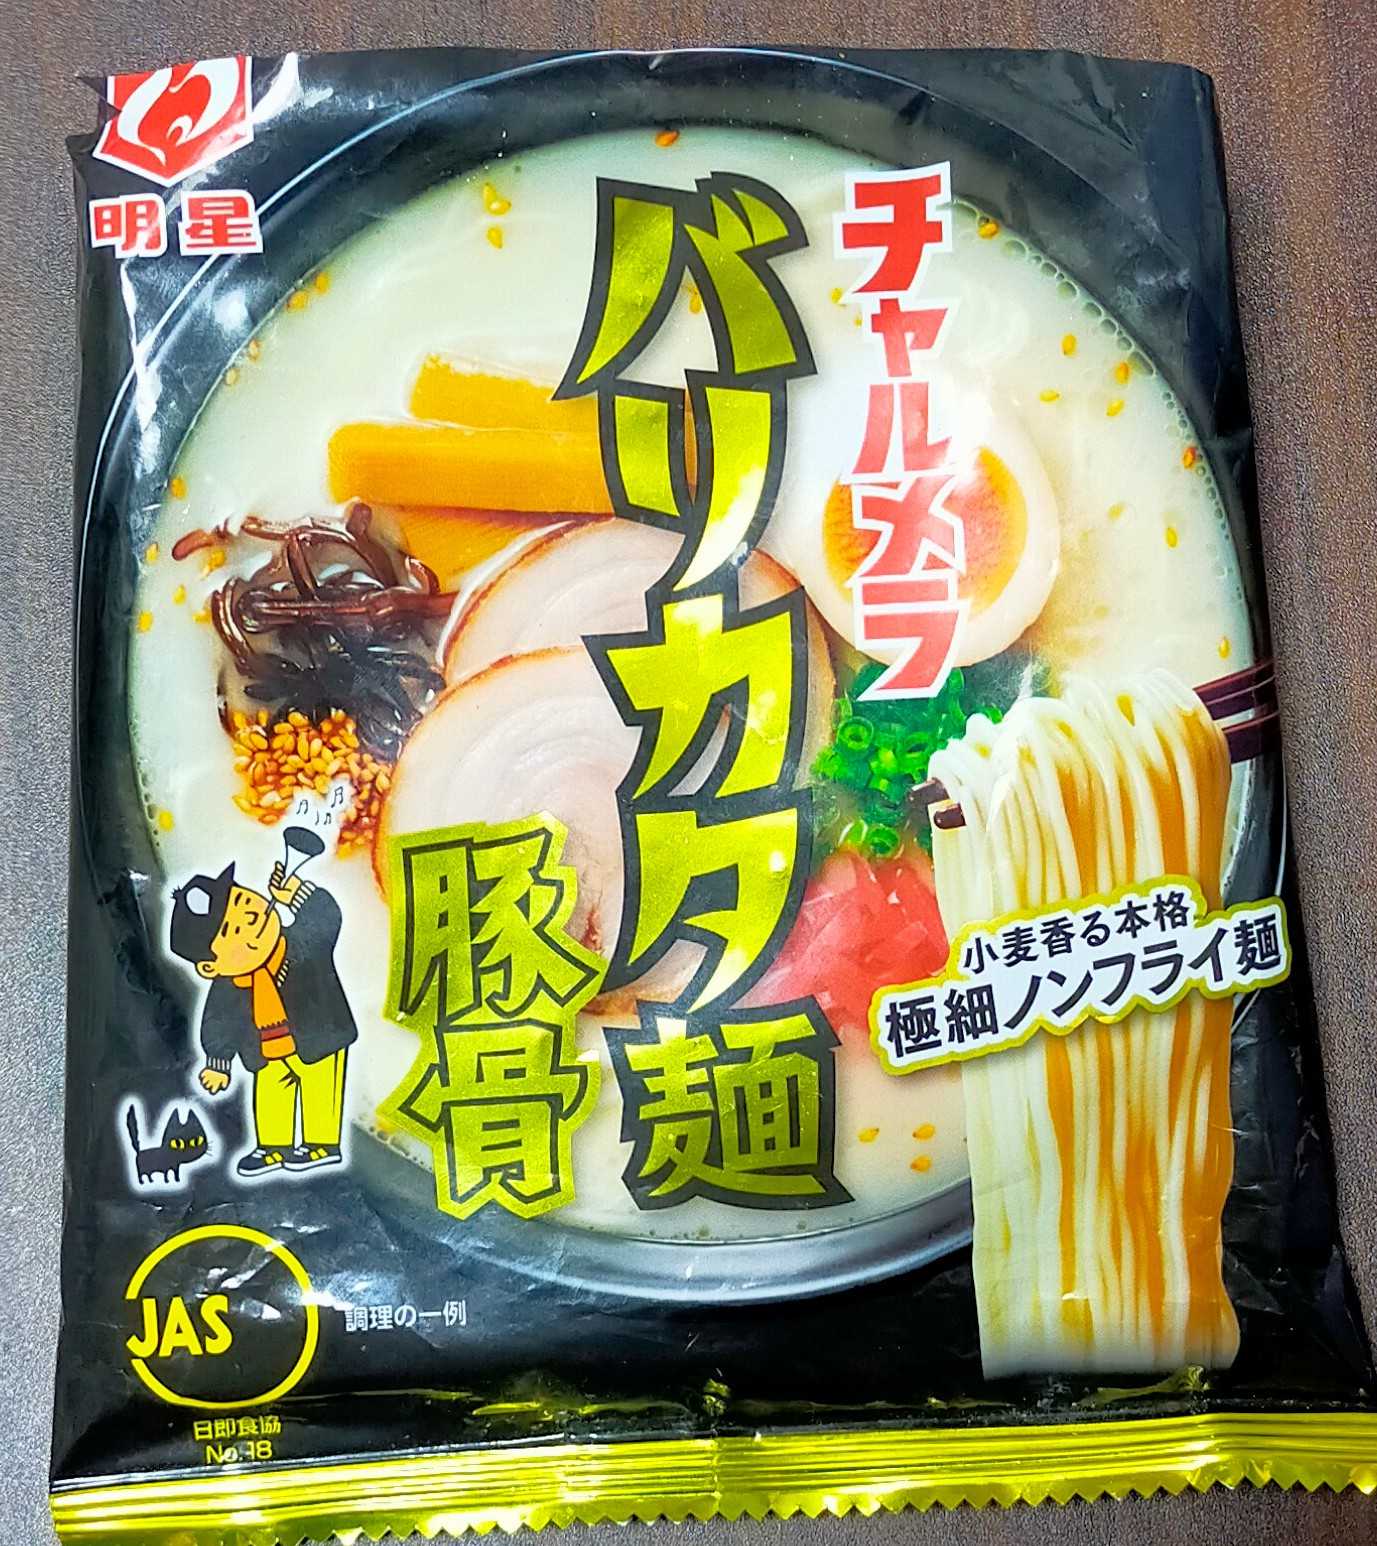 明星
チャルメラ
バリカタ麺
豚骨
小麦香る本格
極細ノンフライ麺
JAS
調理の一例
日即食協
No.18